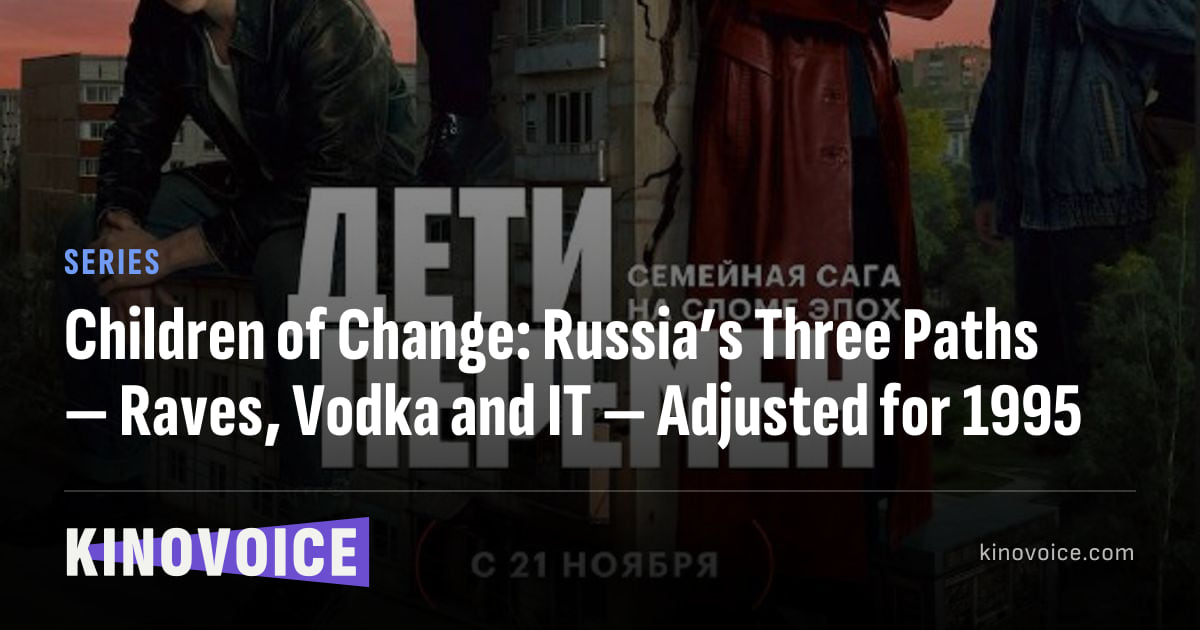 ДЕТИ
ПЕРЕМЕН
СЕМЕЙНАЯ САГА
НА СЛОМЕ ЭПОХ
SERIES
Children of Change: Russia’s Three Paths
— Raves, Vodka and IT — Adjusted for 1995
С 21 НОЯБРЯ
KINOVOICE
kinovoice.com